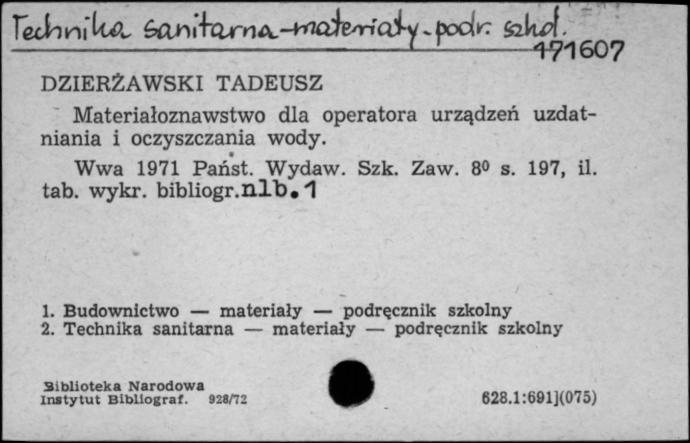 Technika sanitarna-materiały-podr. szkol.
171607
DZIERŻAWSKI TADEUSZ
Materiałoznawstwo dla operatora urządzeń uzdat-
niania i oczyszczania wody.
Wwa 1971 Państ. Wydaw. Szk. Zaw. 8⁰ s. 197, il.
tab. wykr. bibliogr. nlb. 1
1. Budownictwo — materiały — podręcznik szkolny
2. Technika sanitarna — materiały — podręcznik szkolny
Biblioteka Narodowa
Instytut Bibliograf. 928/72
628.1:691](075)